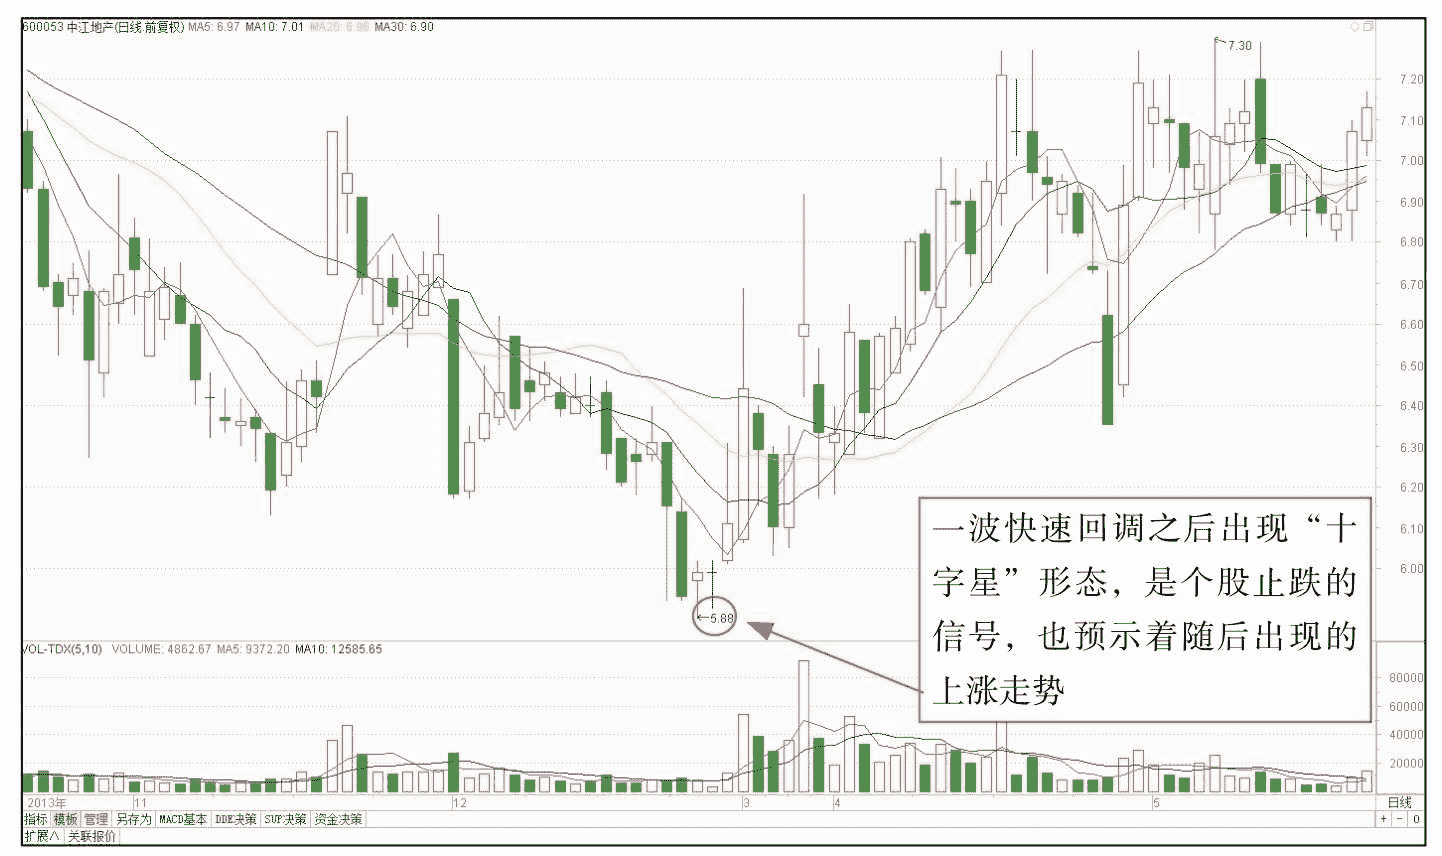 600053 中江地产(日线.前复权) MA5: 6.97 MA10: 7.01 MA20: 6.96 MA30: 6.90
7.30
7.20
7.10
7.00
6.90
6.80
6.70
6.60
6.50
6.40
6.30
6.20
6.10
6.00
一波快速回调之后出现“十
字星”形态，是个股止跌的
信号，也预示着随后出现的
上涨走势
5.88
VOL-TDX(5,10) VOLUME: 4862.67 MA5: 9372.20 MA10: 12585.65
80000
60000
40000
20000
2013年 11 12 3 4 5 日线
指标 模板 管理 另存为 MACD基本 DDE决策 SUP决策 资金决策 + - 0
扩展∧ 关联报价